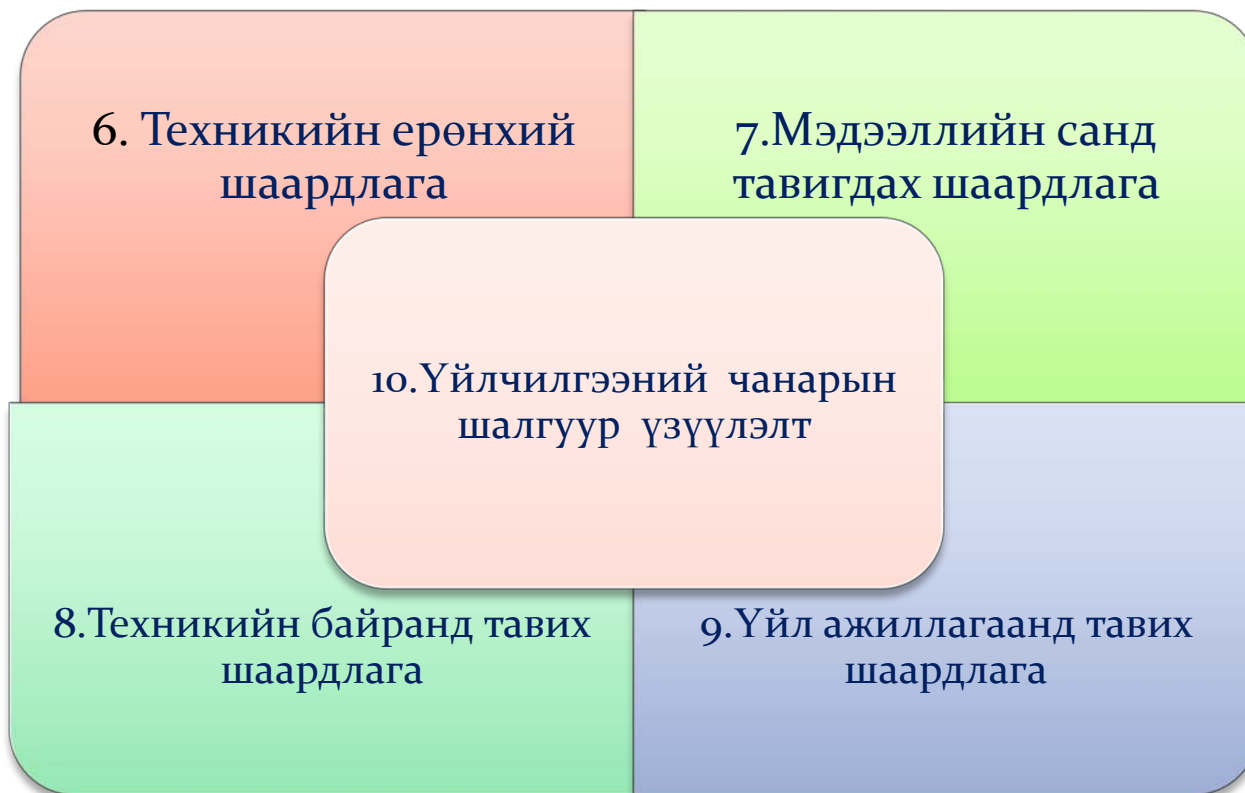 6. Техникийн ерөнхий
шаардлага
7.Мэдээллийн санд
тавигдах шаардлага
10.Үйлчилгээний чанарын
шалгуур үзүүлэлт
8.Техникийн байранд тавих
шаардлага
9.Үйл ажиллагаанд тавих
шаардлага